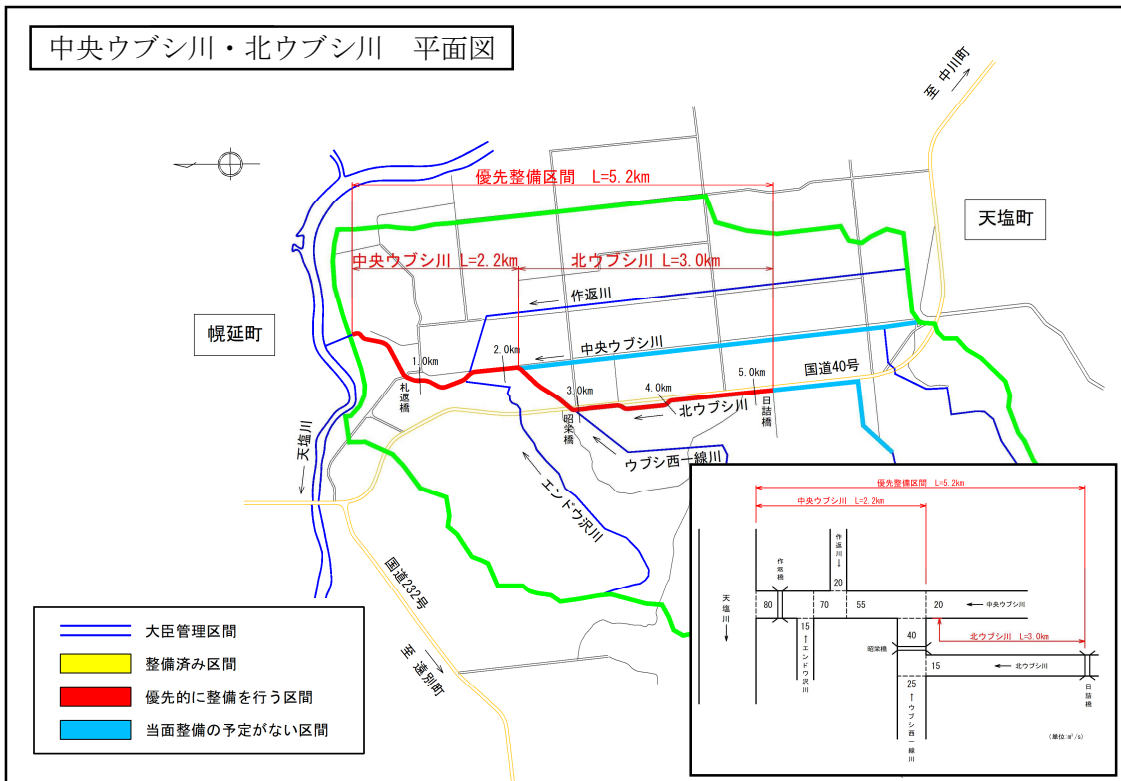 中央ウブシ川・北ウブシ川 平面図
至 中川町
優先整備区間 L=5.2km
天塩町
中央ウブシ川 L=2.2km
北ウブシ川 L=3.0km
作返川
幌延町
中央ウブシ川
国道40号
1.0km
2.0km
3.0km
4.0km
5.0km
札返橋
昭栄橋
日詰橋
北ウブシ川
ウブシ西一線川
天塩川
エンドウ沢川
国道232号
至 遠別町
大臣管理区間
整備済み区間
優先的に整備を行う区間
当面整備の予定がない区間
優先整備区間 L=5.2km
中央ウブシ川 L=2.2km
作返川
作返橋
20
天塩川
80
70
55
20
中央ウブシ川
15
エンドウ沢川
40
北ウブシ川 L=3.0km
昭栄橋
15
北ウブシ川
25
ウブシ西一線川
日詰橋
(単位:m³/s)